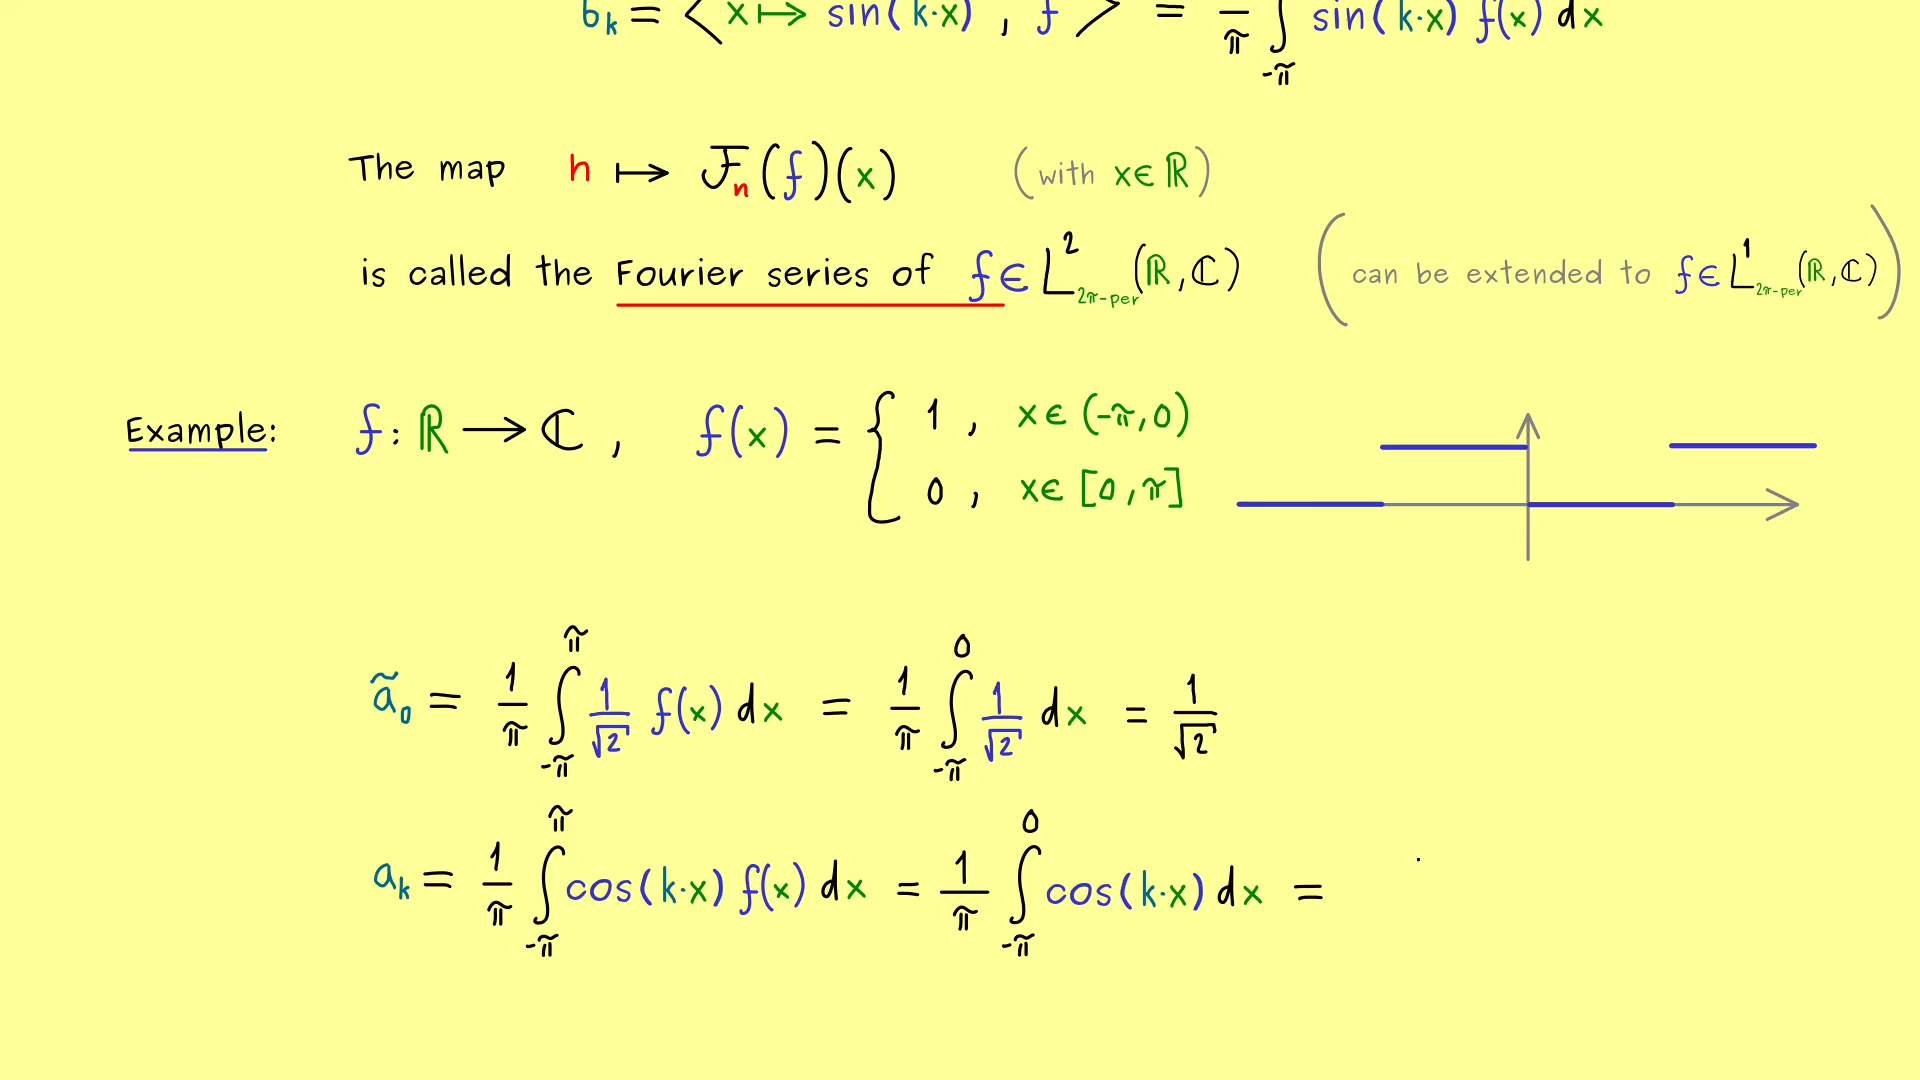 b_k = ⟨ x ↦ sin(k·x) , f ⟩ = 1/π ∫_{-π} sin(k·x) f(x) dx
The map n ↦ ℱ_n(f)(x) (with x∈ℝ)
is called the Fourier series of f∈L²_{2π-per}(ℝ,ℂ) (can be extended to f∈L¹_{2π-per}(ℝ,ℂ))
Example: f: ℝ ⟶ ℂ , f(x) = { 1 , x∈(-π,0)
0 , x∈[0,π]
ã_0 = 1/π ∫_{-π}^{π} 1/√2 f(x) dx = 1/π ∫_{-π}^{0} 1/√2 dx = 1/√2
a_k = 1/π ∫_{-π}^{π} cos(k·x) f(x) dx = 1/π ∫_{-π}^{0} cos(k·x) dx =